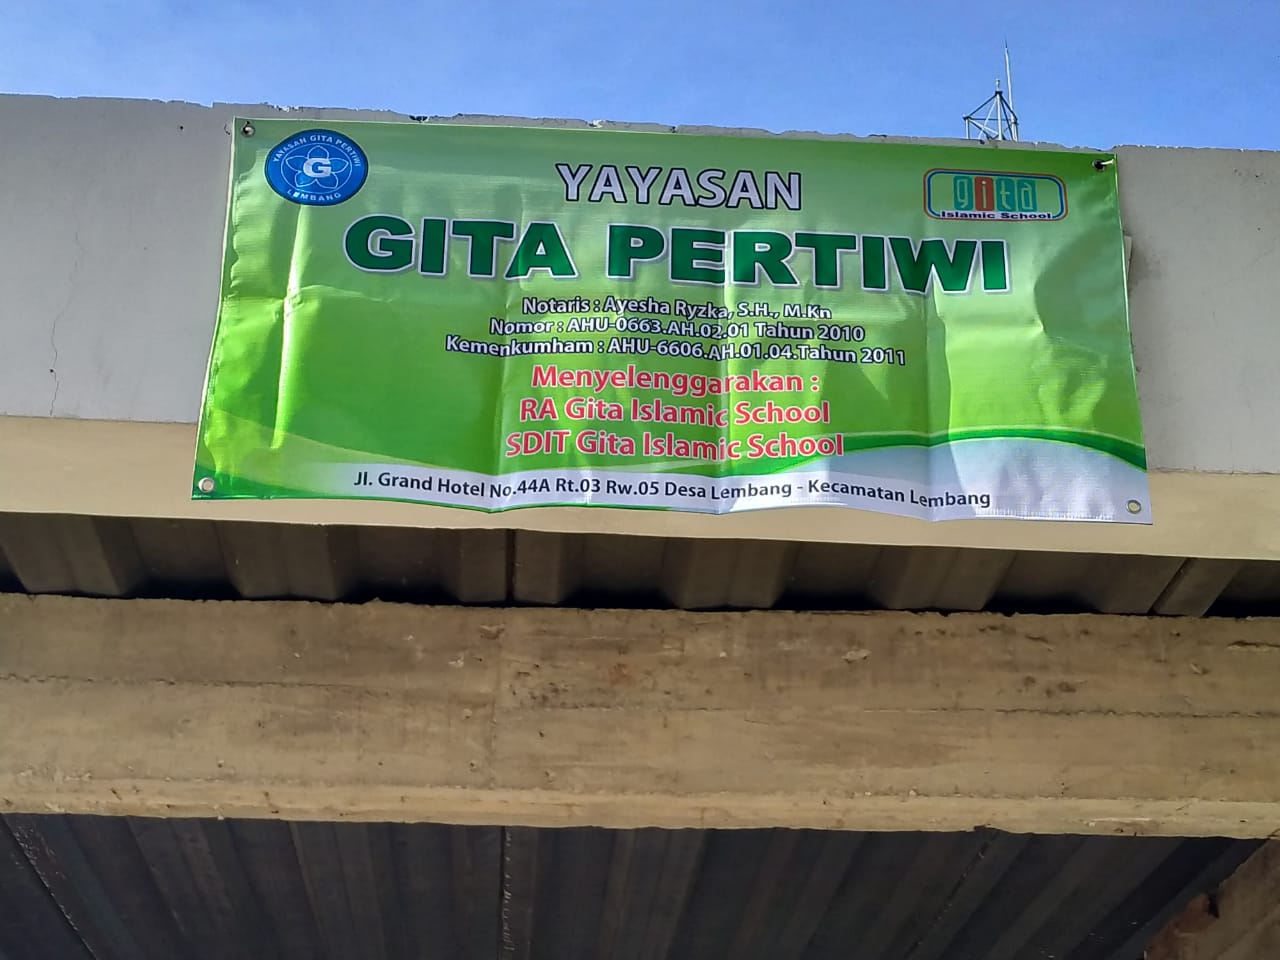 YAYASAN GITA PERTIWI
G
LEMBANG
YAYASAN
gita
Islamic School
GITA PERTIWI
Notaris : Ayesha Ryzka, S.H., M.Kn
Nomor : AHU-0663.AH.02.01 Tahun 2010
Kemenkumham : AHU-6606.AH.01.04.Tahun 2011
Menyelenggarakan :
RA Gita Islamic School
SDIT Gita Islamic School
Jl. Grand Hotel No.44A Rt.03 Rw.05 Desa Lembang - Kecamatan Lembang